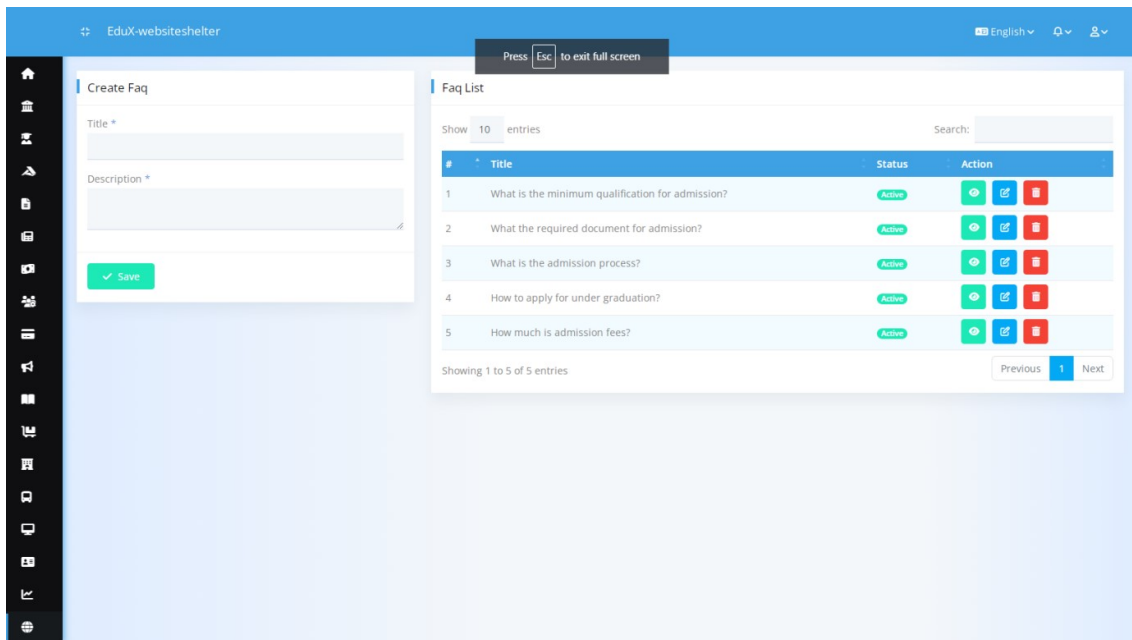 EduX-websiteshelter
English
Press Esc to exit full screen
Create Faq
Title *
Description *
Save
Faq List
Show 10 entries
Search:
# Title Status Action
1 What is the minimum qualification for admission? Active
2 What the required document for admission? Active
3 What is the admission process? Active
4 How to apply for under graduation? Active
5 How much is admission fees? Active
Showing 1 to 5 of 5 entries
Previous 1 Next